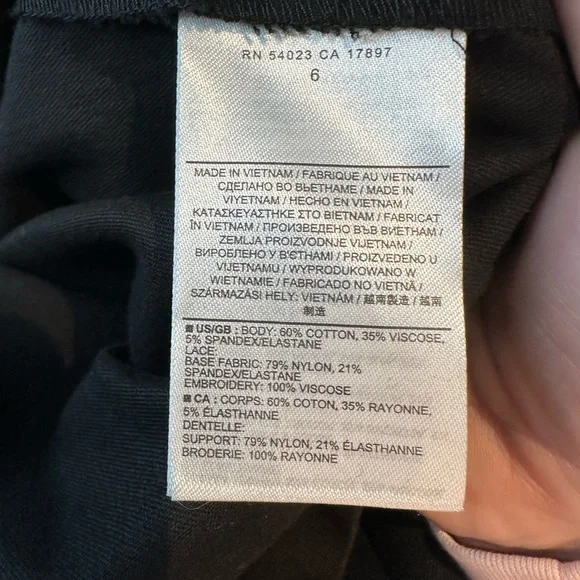 RN 54023 CA 17897
6
MADE IN VIETNAM / FABRIQUE AU VIETNAM /
СДЕЛАНО ВО ВЬЕТНАМЕ / MADE IN
VIYETNAM / HECHO EN VIETNAM /
ΚΑΤΑΣΚΕΥΑΣΤΗΚΕ ΣΤΟ ΒΙΕΤΝΑΜ / FABRICAT
ÎN VIETNAM / ПРОИЗВЕДЕНО ВЪВ ВИЕТНАМ /
ZEMLJA PROIZVODNJE VIJETNAM /
ВИРОБЛЕНО У В'ЄТНАМІ / PROIZVEDENO U
VIJETNAMU / WYPRODUKOWANO W
WIETNAMIE / FABRICADO NO VIETNÃ /
SZÁRMAZÁSI HELY: VIETNÁM / 越南製造 / 越南
制造
■ US/GB : BODY: 60% COTTON, 35% VISCOSE,
5% SPANDEX/ELASTANE
LACE:
BASE FABRIC: 79% NYLON, 21%
SPANDEX/ELASTANE
EMBROIDERY: 100% VISCOSE
■ CA : CORPS: 60% COTON, 35% RAYONNE,
5% ÉLASTHANNE
DENTELLE:
SUPPORT: 79% NYLON, 21% ÉLASTHANNE
BRODERIE: 100% RAYONNE